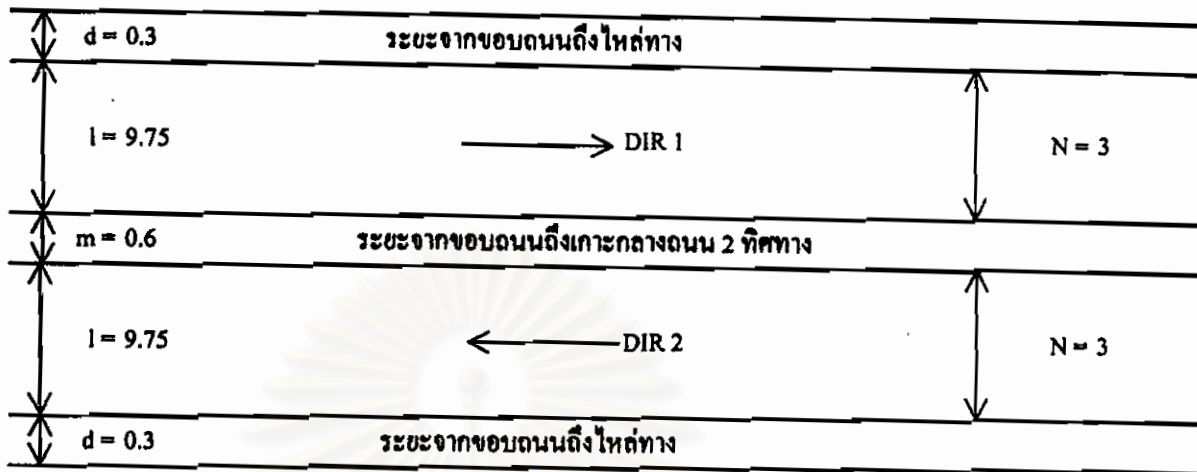 d = 0.3 ระยะจากขอบถนนถึงไหล่ทาง
l = 9.75 DIR 1 N = 3
m = 0.6 ระยะจากขอบถนนถึงเกาะกลางถนน 2 ทิศทาง
l = 9.75 DIR 2 N = 3
d = 0.3 ระยะจากขอบถนนถึงไหล่ทาง